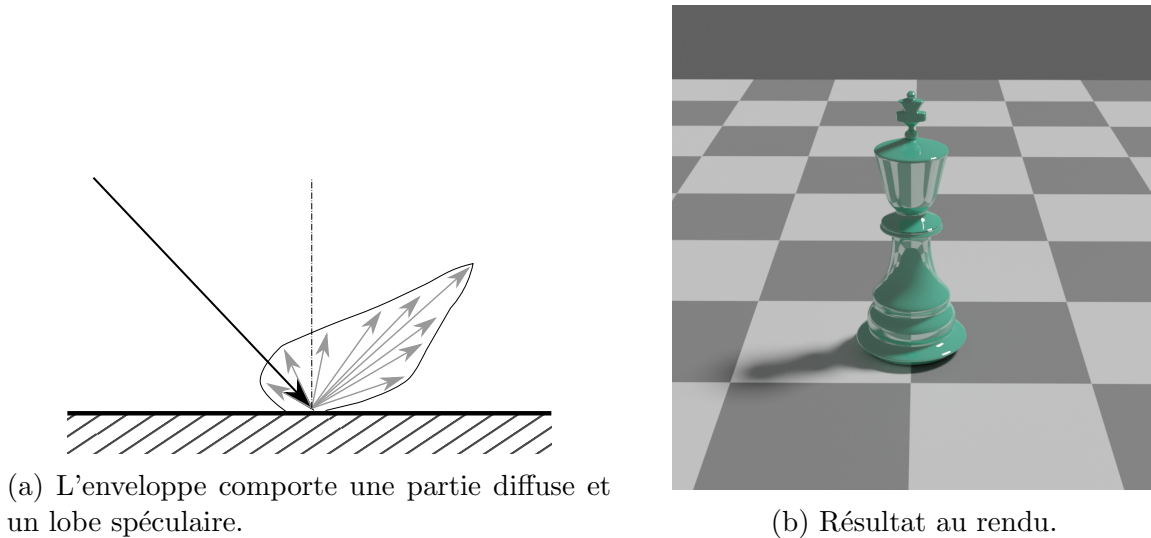 (a) L'enveloppe comporte une partie diffuse et
un lobe spéculaire.
(b) Résultat au rendu.